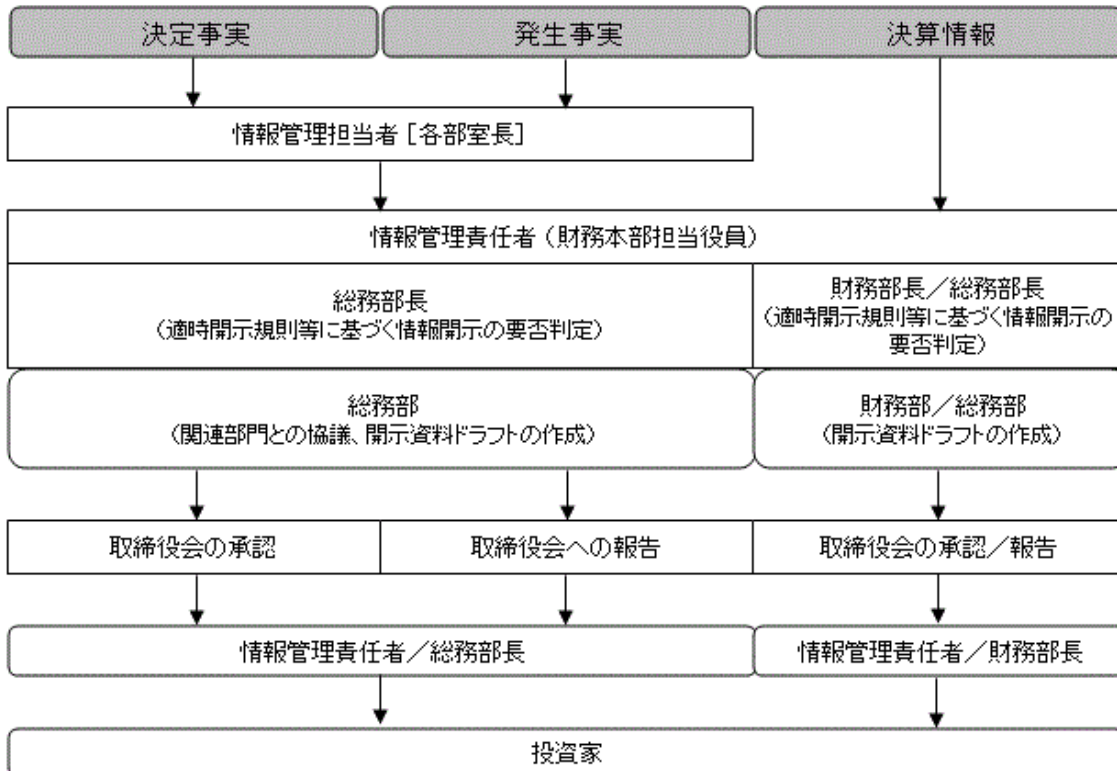 決定事実
発生事実
決算情報
情報管理担当者［各部室長］
情報管理責任者（財務本部担当役員）
総務部長
（適時開示規則等に基づく情報開示の要否判定）
財務部長／総務部長
（適時開示規則等に基づく情報開示の
要否判定）
総務部
（関連部門との協議、開示資料ドラフトの作成）
財務部／総務部
（開示資料ドラフトの作成）
取締役会の承認
取締役会への報告
取締役会の承認／報告
情報管理責任者／総務部長
情報管理責任者／財務部長
投資家